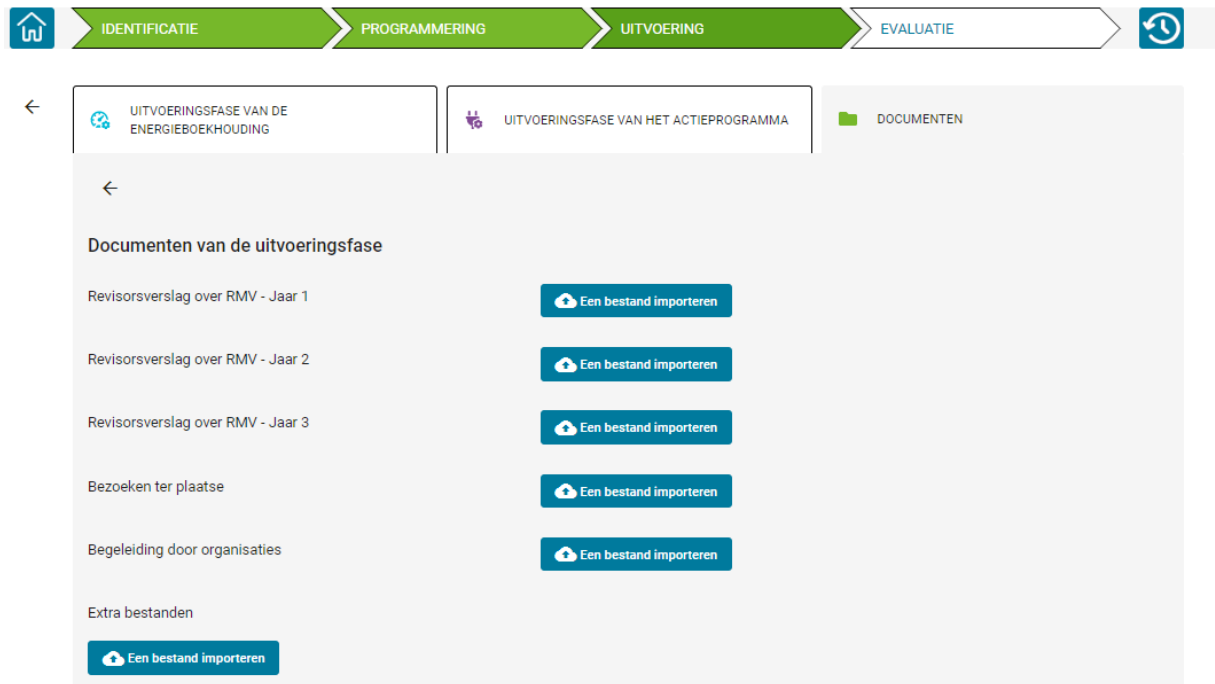 IDENTIFICATIE
PROGRAMMERING
UITVOERING
EVALUATIE
UITVOERINGSFASE VAN DE
ENERGIEBOEKHOUDING
UITVOERINGSFASE VAN HET ACTIEPROGRAMMA
DOCUMENTEN
Documenten van de uitvoeringsfase
Revisorsverslag over RMV - Jaar 1
Een bestand importeren
Revisorsverslag over RMV - Jaar 2
Een bestand importeren
Revisorsverslag over RMV - Jaar 3
Een bestand importeren
Bezoeken ter plaatse
Een bestand importeren
Begeleiding door organisaties
Een bestand importeren
Extra bestanden
Een bestand importeren